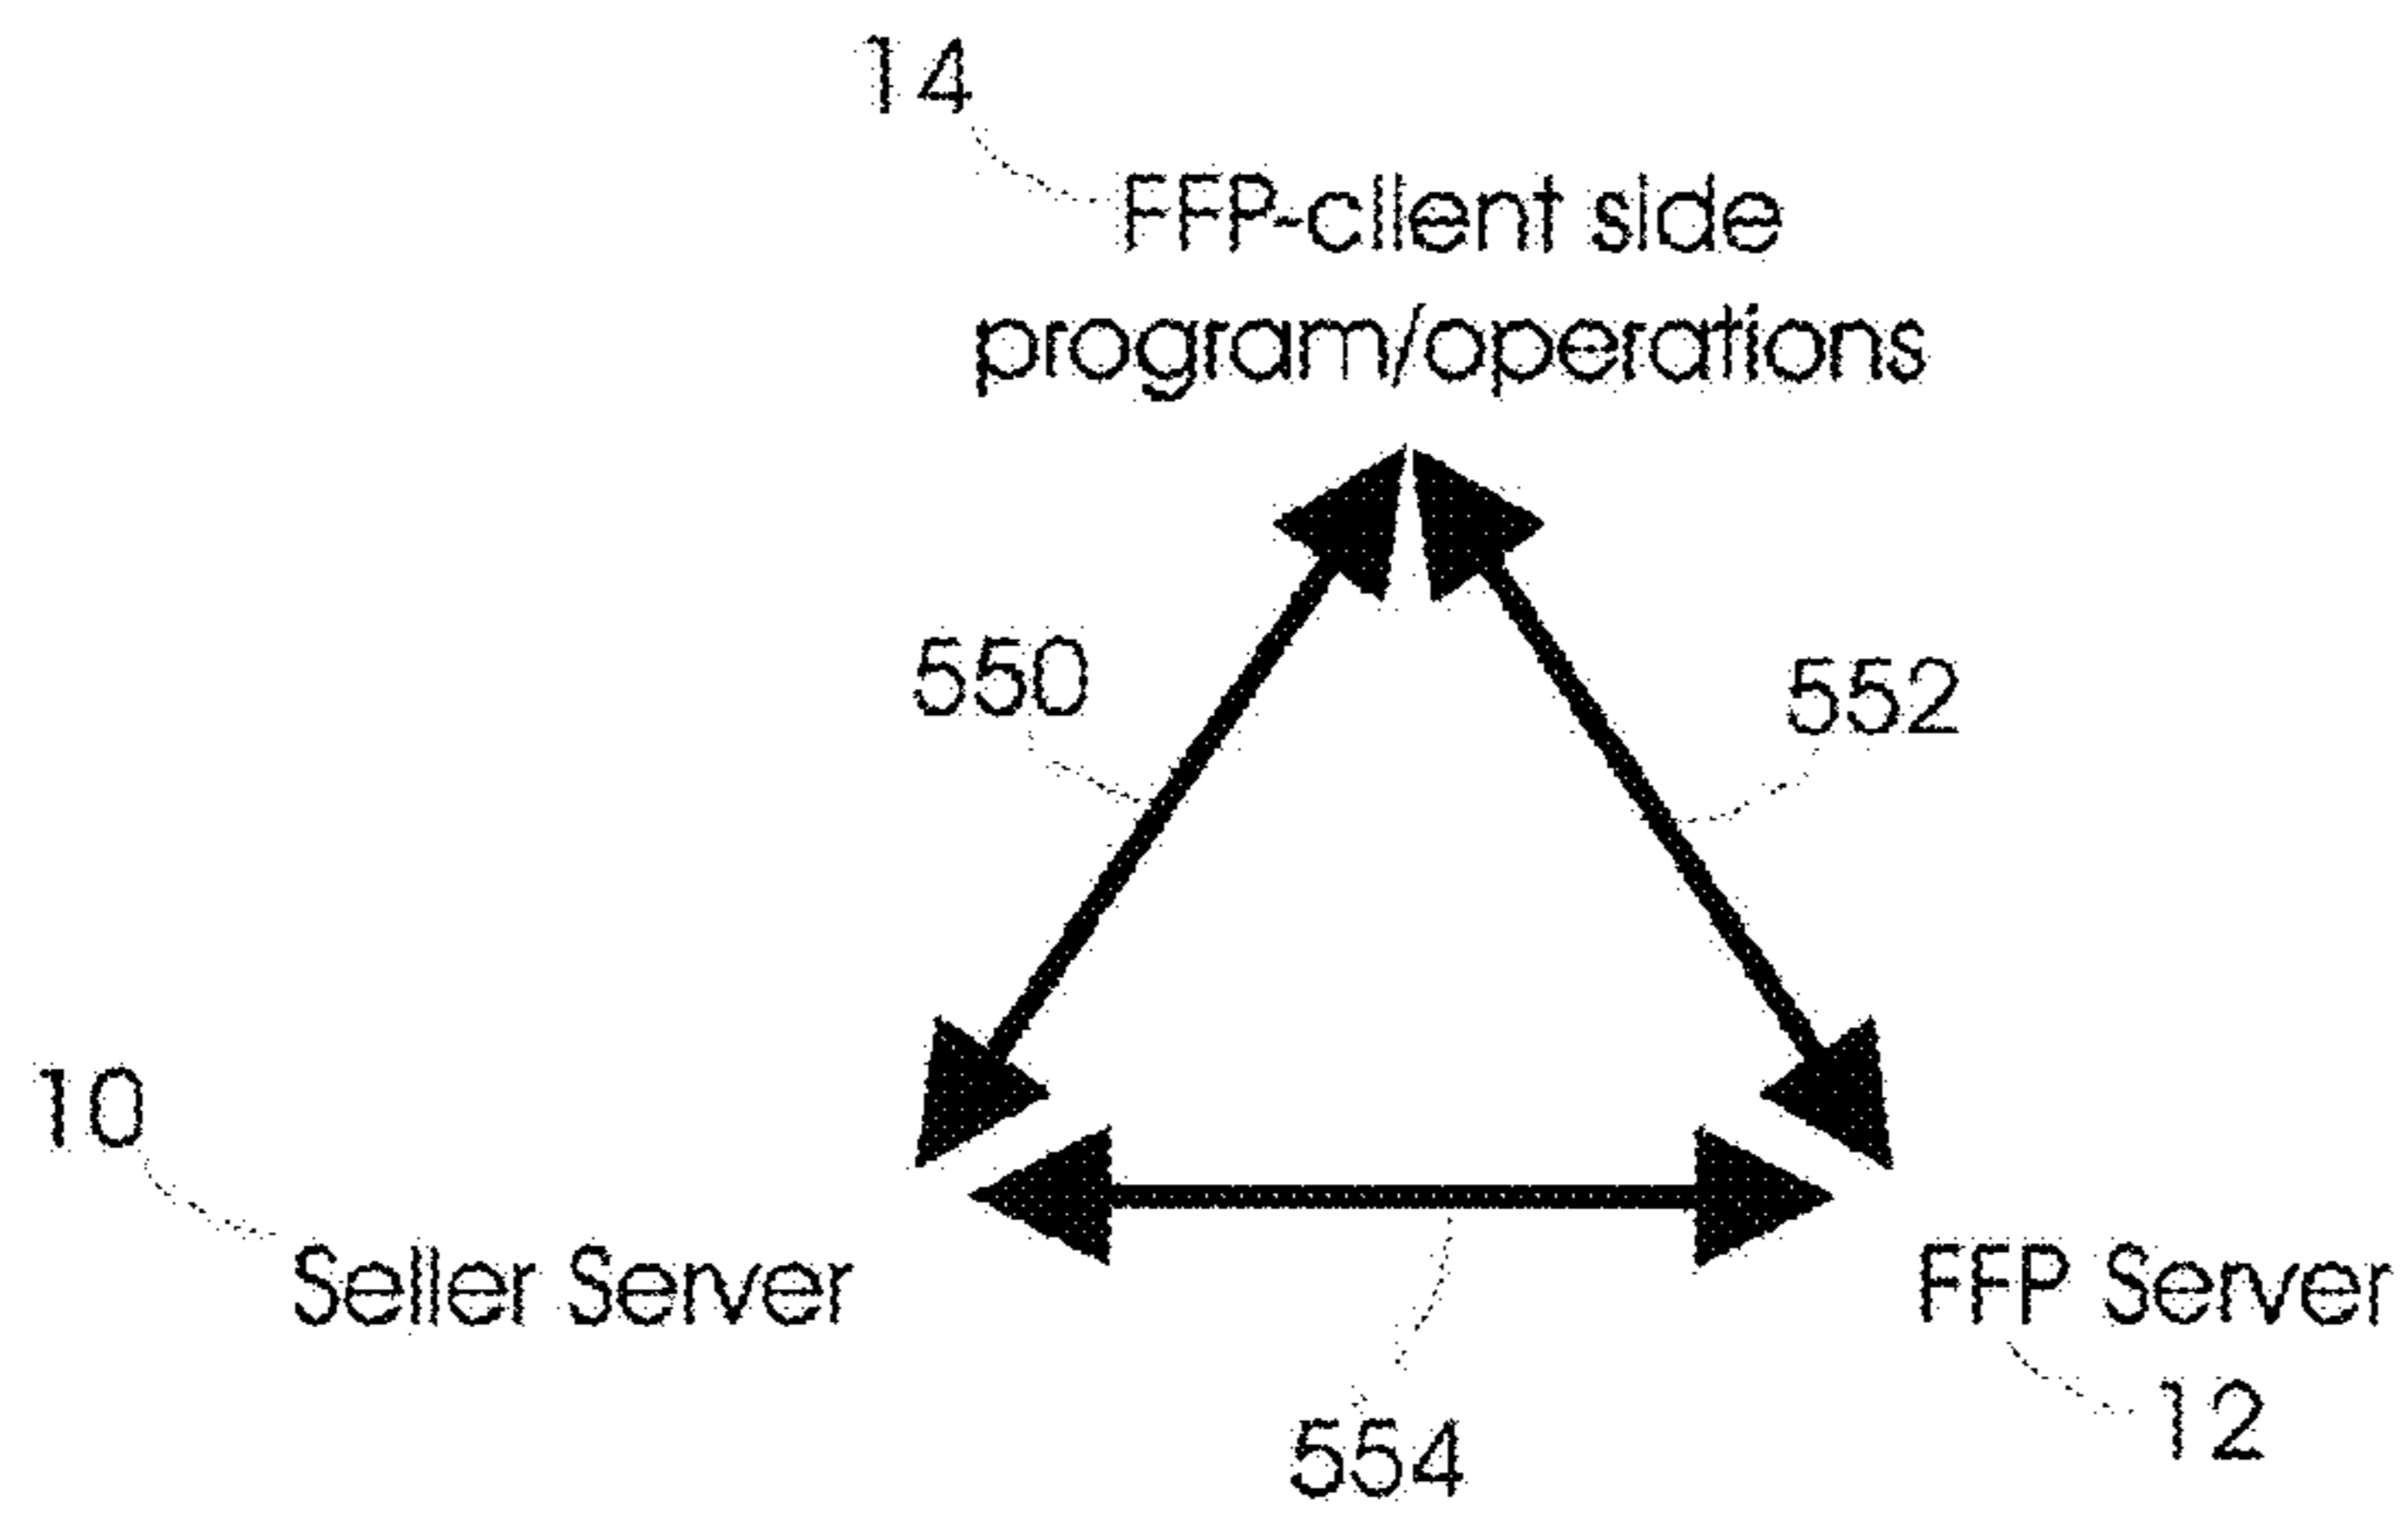 14
FFP-client side
program/operations
550
552
10
Seller Server
FFP Server
12
554